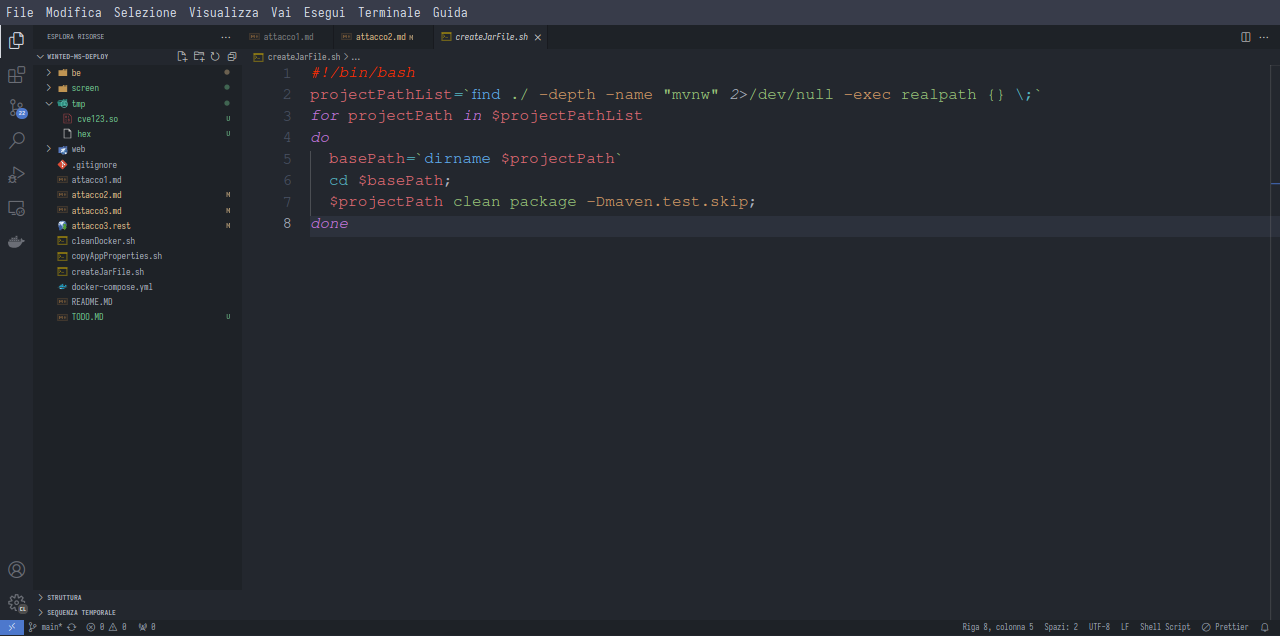 File Modifica Selezione Visualizza Vai Esegui Terminale Guida
ESPLORA RISORSE
WINTED-MS-DEPLOY
be
screen
tmp
cve123.so U
hex U
web
.gitignore
attacco1.md
attacco2.md M
attacco3.md M
attacco3.rest M
cleanDocker.sh
copyAppProperties.sh
createJarFile.sh
docker-compose.yml
README.MD
TODO.MD U
STRUTTURA
SEQUENZA TEMPORALE
22
CL
attacco1.md attacco2.md M createJarFile.sh
createJarFile.sh > ...
1 #!/bin/bash
2 projectPathList=`find ./ -depth -name "mvnw" 2>/dev/null -exec realpath {} \;`
3 for projectPath in $projectPathList
4 do
5 basePath=`dirname $projectPath`
6 cd $basePath;
7 $projectPath clean package -Dmaven.test.skip;
8 done
main* 0 0 0 Riga 8, colonna 5 Spazi: 2 UTF-8 LF Shell Script Prettier